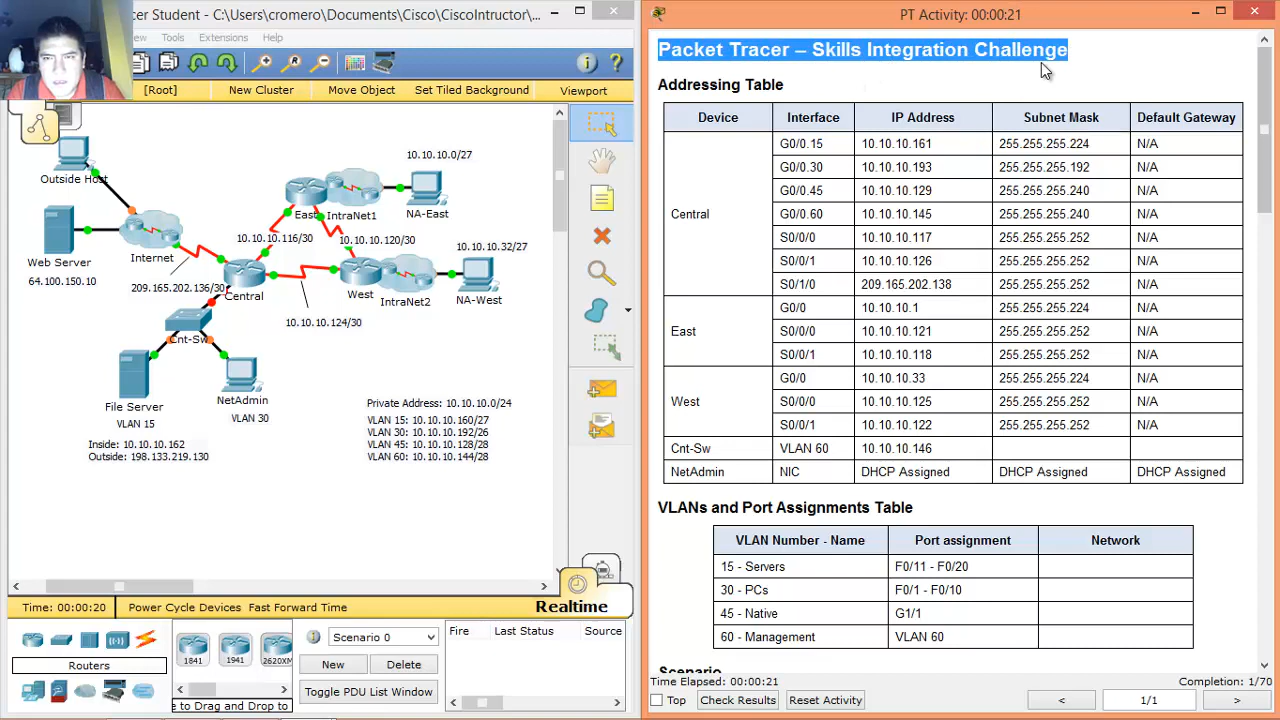 cer Student - C:\Users\cromero\Documents\Cisco\CiscoIntructor\...
ew Tools Extensions Help
[Root] New Cluster Move Object Set Tiled Background Viewport
10.10.10.0/27
Outside Host
East
IntraNet1
NA-East
Internet
Web Server
64.100.150.10
10.10.10.116/30
10.10.10.120/30
10.10.10.32/27
209.165.202.136/30
Central
West
IntraNet2
NA-West
10.10.10.124/30
Cnt-Sw
File Server
NetAdmin
VLAN 15
VLAN 30
Inside: 10.10.10.162
Outside: 198.133.219.130
Private Address: 10.10.10.0/24
VLAN 15: 10.10.10.160/27
VLAN 30: 10.10.10.192/26
VLAN 45: 10.10.10.128/28
VLAN 60: 10.10.10.144/28
Realtime
Time: 00:00:20 Power Cycle Devices Fast Forward Time
1841 1941 2620XM
Routers
e to Drag and Drop to
Scenario 0
New Delete
Toggle PDU List Window
Fire Last Status Source
PT Activity: 00:00:21
Packet Tracer – Skills Integration Challenge
Addressing Table
Device Interface IP Address Subnet Mask Default Gateway
Central
G0/0.15 10.10.10.161 255.255.255.224 N/A
G0/0.30 10.10.10.193 255.255.255.192 N/A
G0/0.45 10.10.10.129 255.255.255.240 N/A
G0/0.60 10.10.10.145 255.255.255.240 N/A
S0/0/0 10.10.10.117 255.255.255.252 N/A
S0/0/1 10.10.10.126 255.255.255.252 N/A
S0/1/0 209.165.202.138 255.255.255.252 N/A
East
G0/0 10.10.10.1 255.255.255.224 N/A
S0/0/0 10.10.10.121 255.255.255.252 N/A
S0/0/1 10.10.10.118 255.255.255.252 N/A
West
G0/0 10.10.10.33 255.255.255.224 N/A
S0/0/0 10.10.10.125 255.255.255.252 N/A
S0/0/1 10.10.10.122 255.255.255.252 N/A
Cnt-Sw VLAN 60 10.10.10.146
NetAdmin NIC DHCP Assigned DHCP Assigned DHCP Assigned
VLANs and Port Assignments Table
VLAN Number - Name Port assignment Network
15 - Servers F0/11 - F0/20
30 - PCs F0/1 - F0/10
45 - Native G1/1
60 - Management VLAN 60
Scenario
Time Elapsed: 00:00:21 Completion: 1/70
Top Check Results Reset Activity < 1/1 >